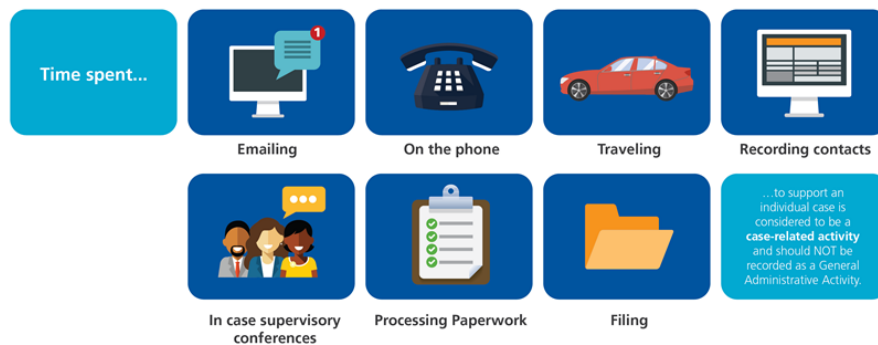 Time spent...
1
Emailing
On the phone
Traveling
Recording contacts
In case supervisory
conferences
Processing Paperwork
Filing
...to support an
individual case is
considered to be a
case-related activity
and should NOT be
recorded as a General
Administrative Activity.